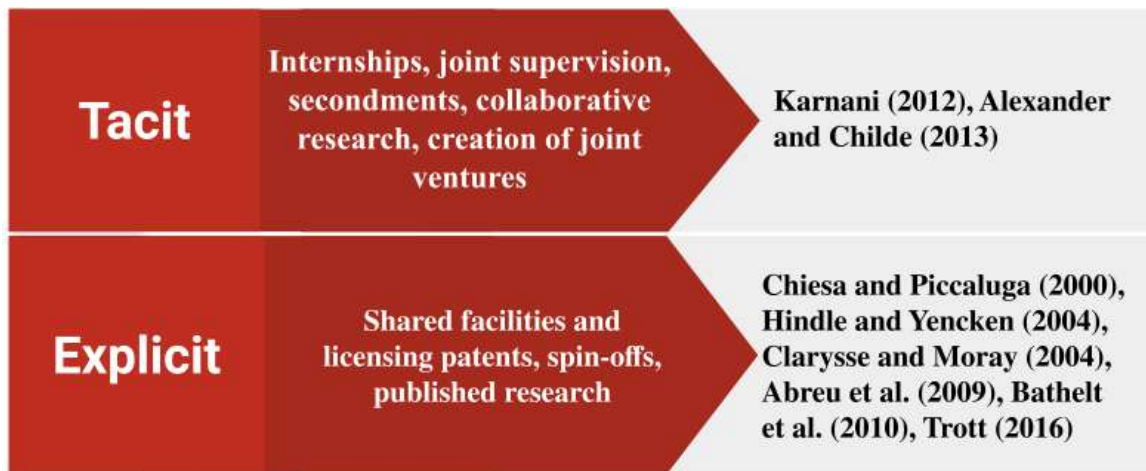 Tacit
Internships, joint supervision,
secondments, collaborative
research, creation of joint
ventures
Karnani (2012), Alexander
and Childe (2013)
Explicit
Shared facilities and
licensing patents, spin-offs,
published research
Chiesa and Piccaluga (2000),
Hindle and Yencken (2004),
Clarysse and Moray (2004),
Abreu et al. (2009), Bathelt
et al. (2010), Trott (2016)